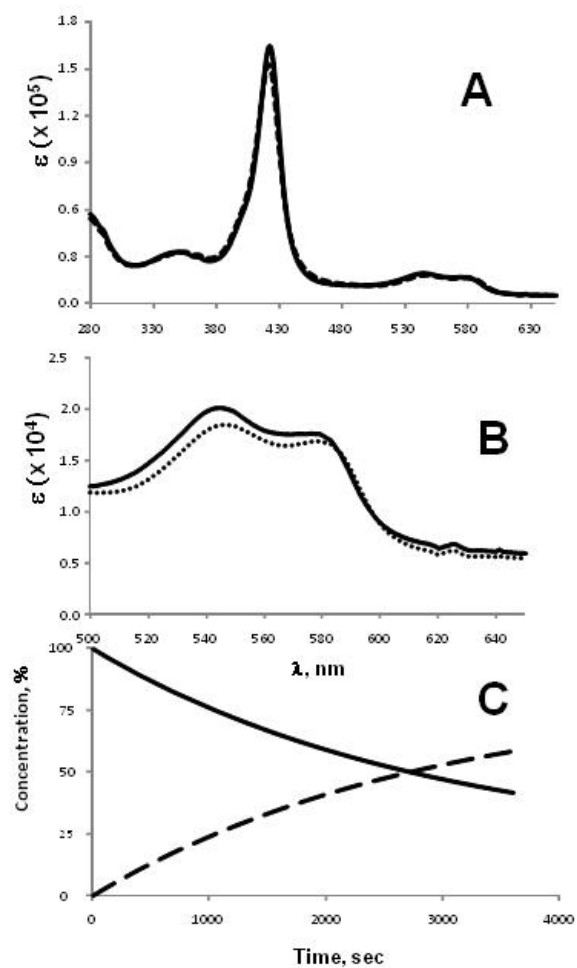 1.8
1.5
1.2
0.9
0.6
0.3
0.0
ε (x 10⁵)
A
280 330 380 430 480 530 580 630
2.5
2.0
1.5
1.0
0.5
0.0
ε (x 10⁴)
B
500 520 540 560 580 600 620 640
λ, nm
100
75
50
25
0
Concentration, %
C
0 1000 2000 3000 4000
Time, sec